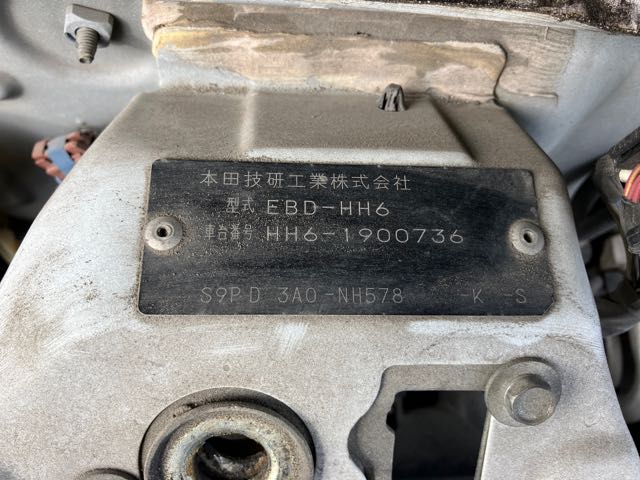 本田技研工業株式会社
型式 EBD-HH6
車台番号 HH6-1900736
S9PD 3A0-NH578 -K -S